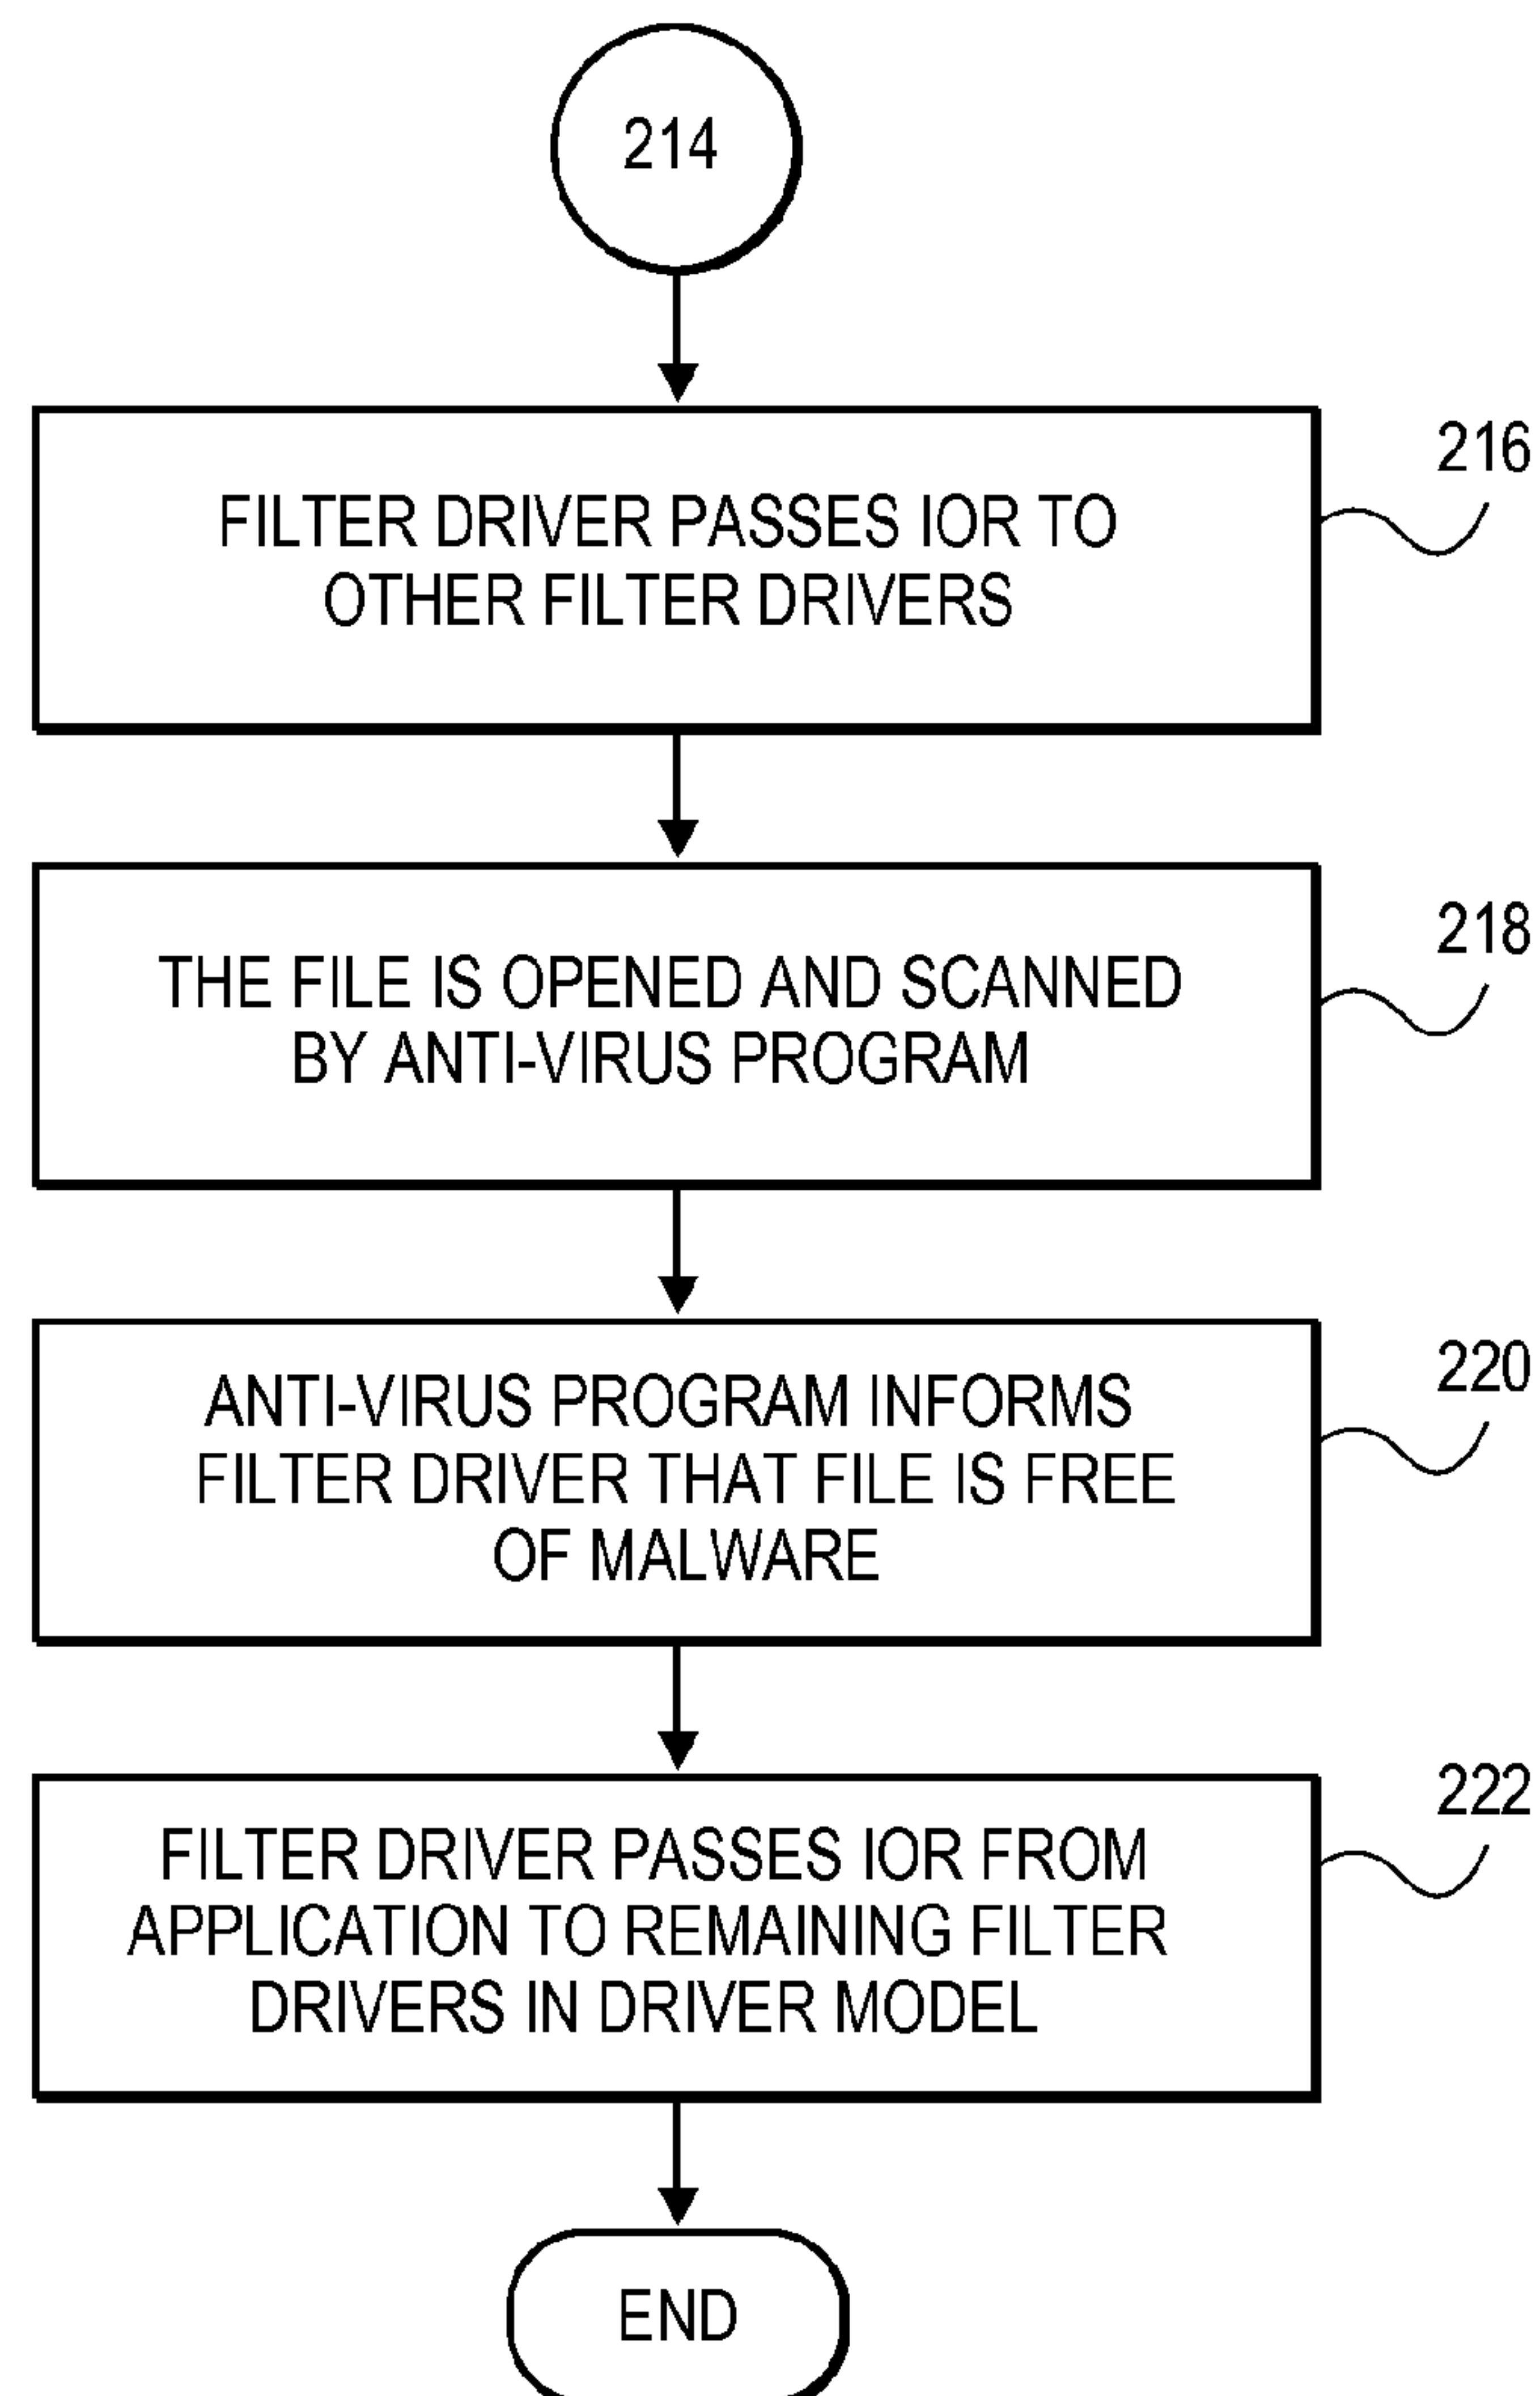 214
FILTER DRIVER PASSES IOR TO
OTHER FILTER DRIVERS
216
THE FILE IS OPENED AND SCANNED
BY ANTI-VIRUS PROGRAM
218
ANTI-VIRUS PROGRAM INFORMS
FILTER DRIVER THAT FILE IS FREE
OF MALWARE
220
FILTER DRIVER PASSES IOR FROM
APPLICATION TO REMAINING FILTER
DRIVERS IN DRIVER MODEL
222
END